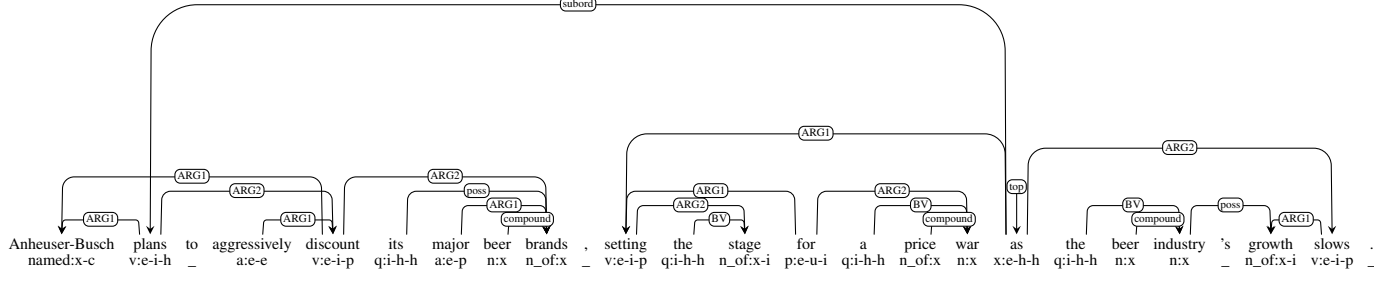 subord
ARG1
ARG2
top
ARG1 ARG2 ARG2 poss ARG1 ARG2 BV poss
ARG1 ARG1 ARG1 compound ARG2 BV BV compound compound ARG1
Anheuser-Busch plans to aggressively discount its major beer brands , setting the stage for a price war as the beer industry 's growth slows .
named:x-c v:e-i-h _ a:e-e v:e-i-p q:i-h-h a:e-p n:x n_of:x _ v:e-i-p q:i-h-h n_of:x-i p:e-u-i q:i-h-h n_of:x n:x x:e-h-h q:i-h-h n:x n:x _ n_of:x-i v:e-i-p _